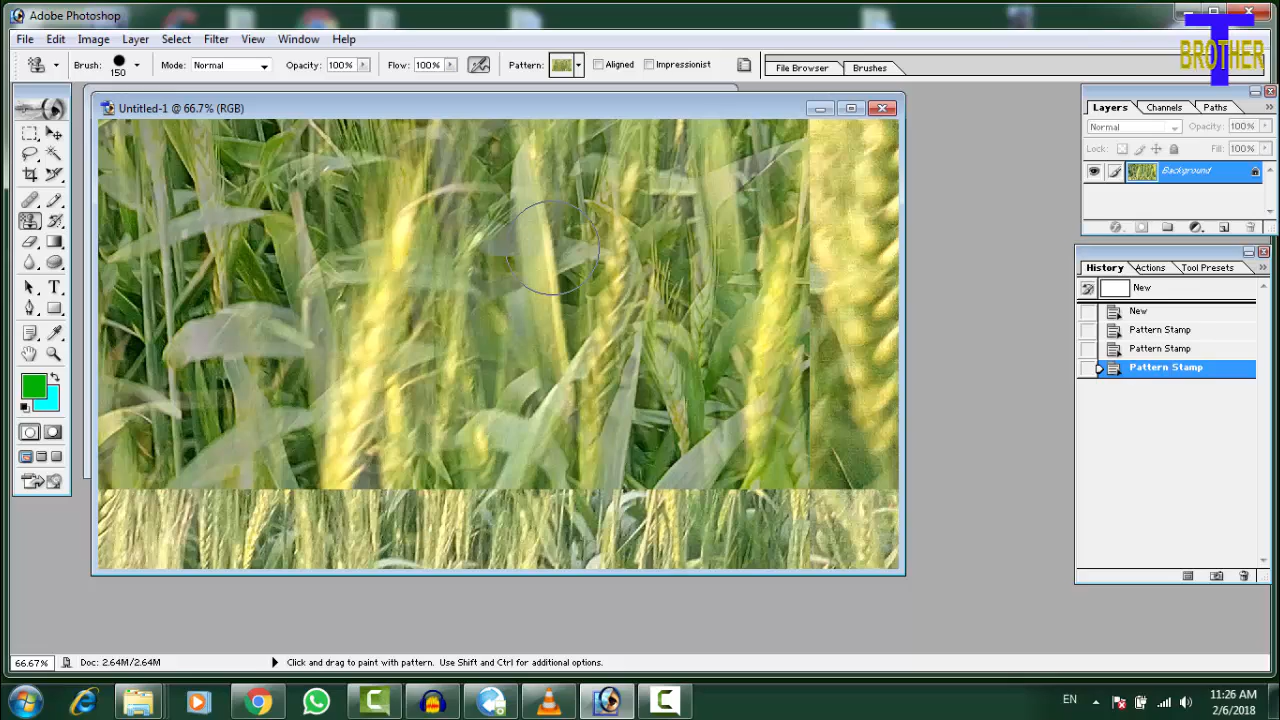 Adobe Photoshop
File Edit Image Layer Select Filter View Window Help
T
BROTHER
Brush: 150 Mode: Normal Opacity: 100% Flow: 100% Pattern: Aligned Impressionist File Browser Brushes
Untitled-1 @ 66.7% (RGB)
Layers Channels Paths
Normal Opacity: 100%
Lock: Fill: 100%
Background
History Actions Tool Presets
New
New
Pattern Stamp
Pattern Stamp
Pattern Stamp
T
66.67% Doc: 2.64M/2.64M Click and drag to paint with pattern. Use Shift and Ctrl for additional options.
EN
11:26 AM
2/6/2018